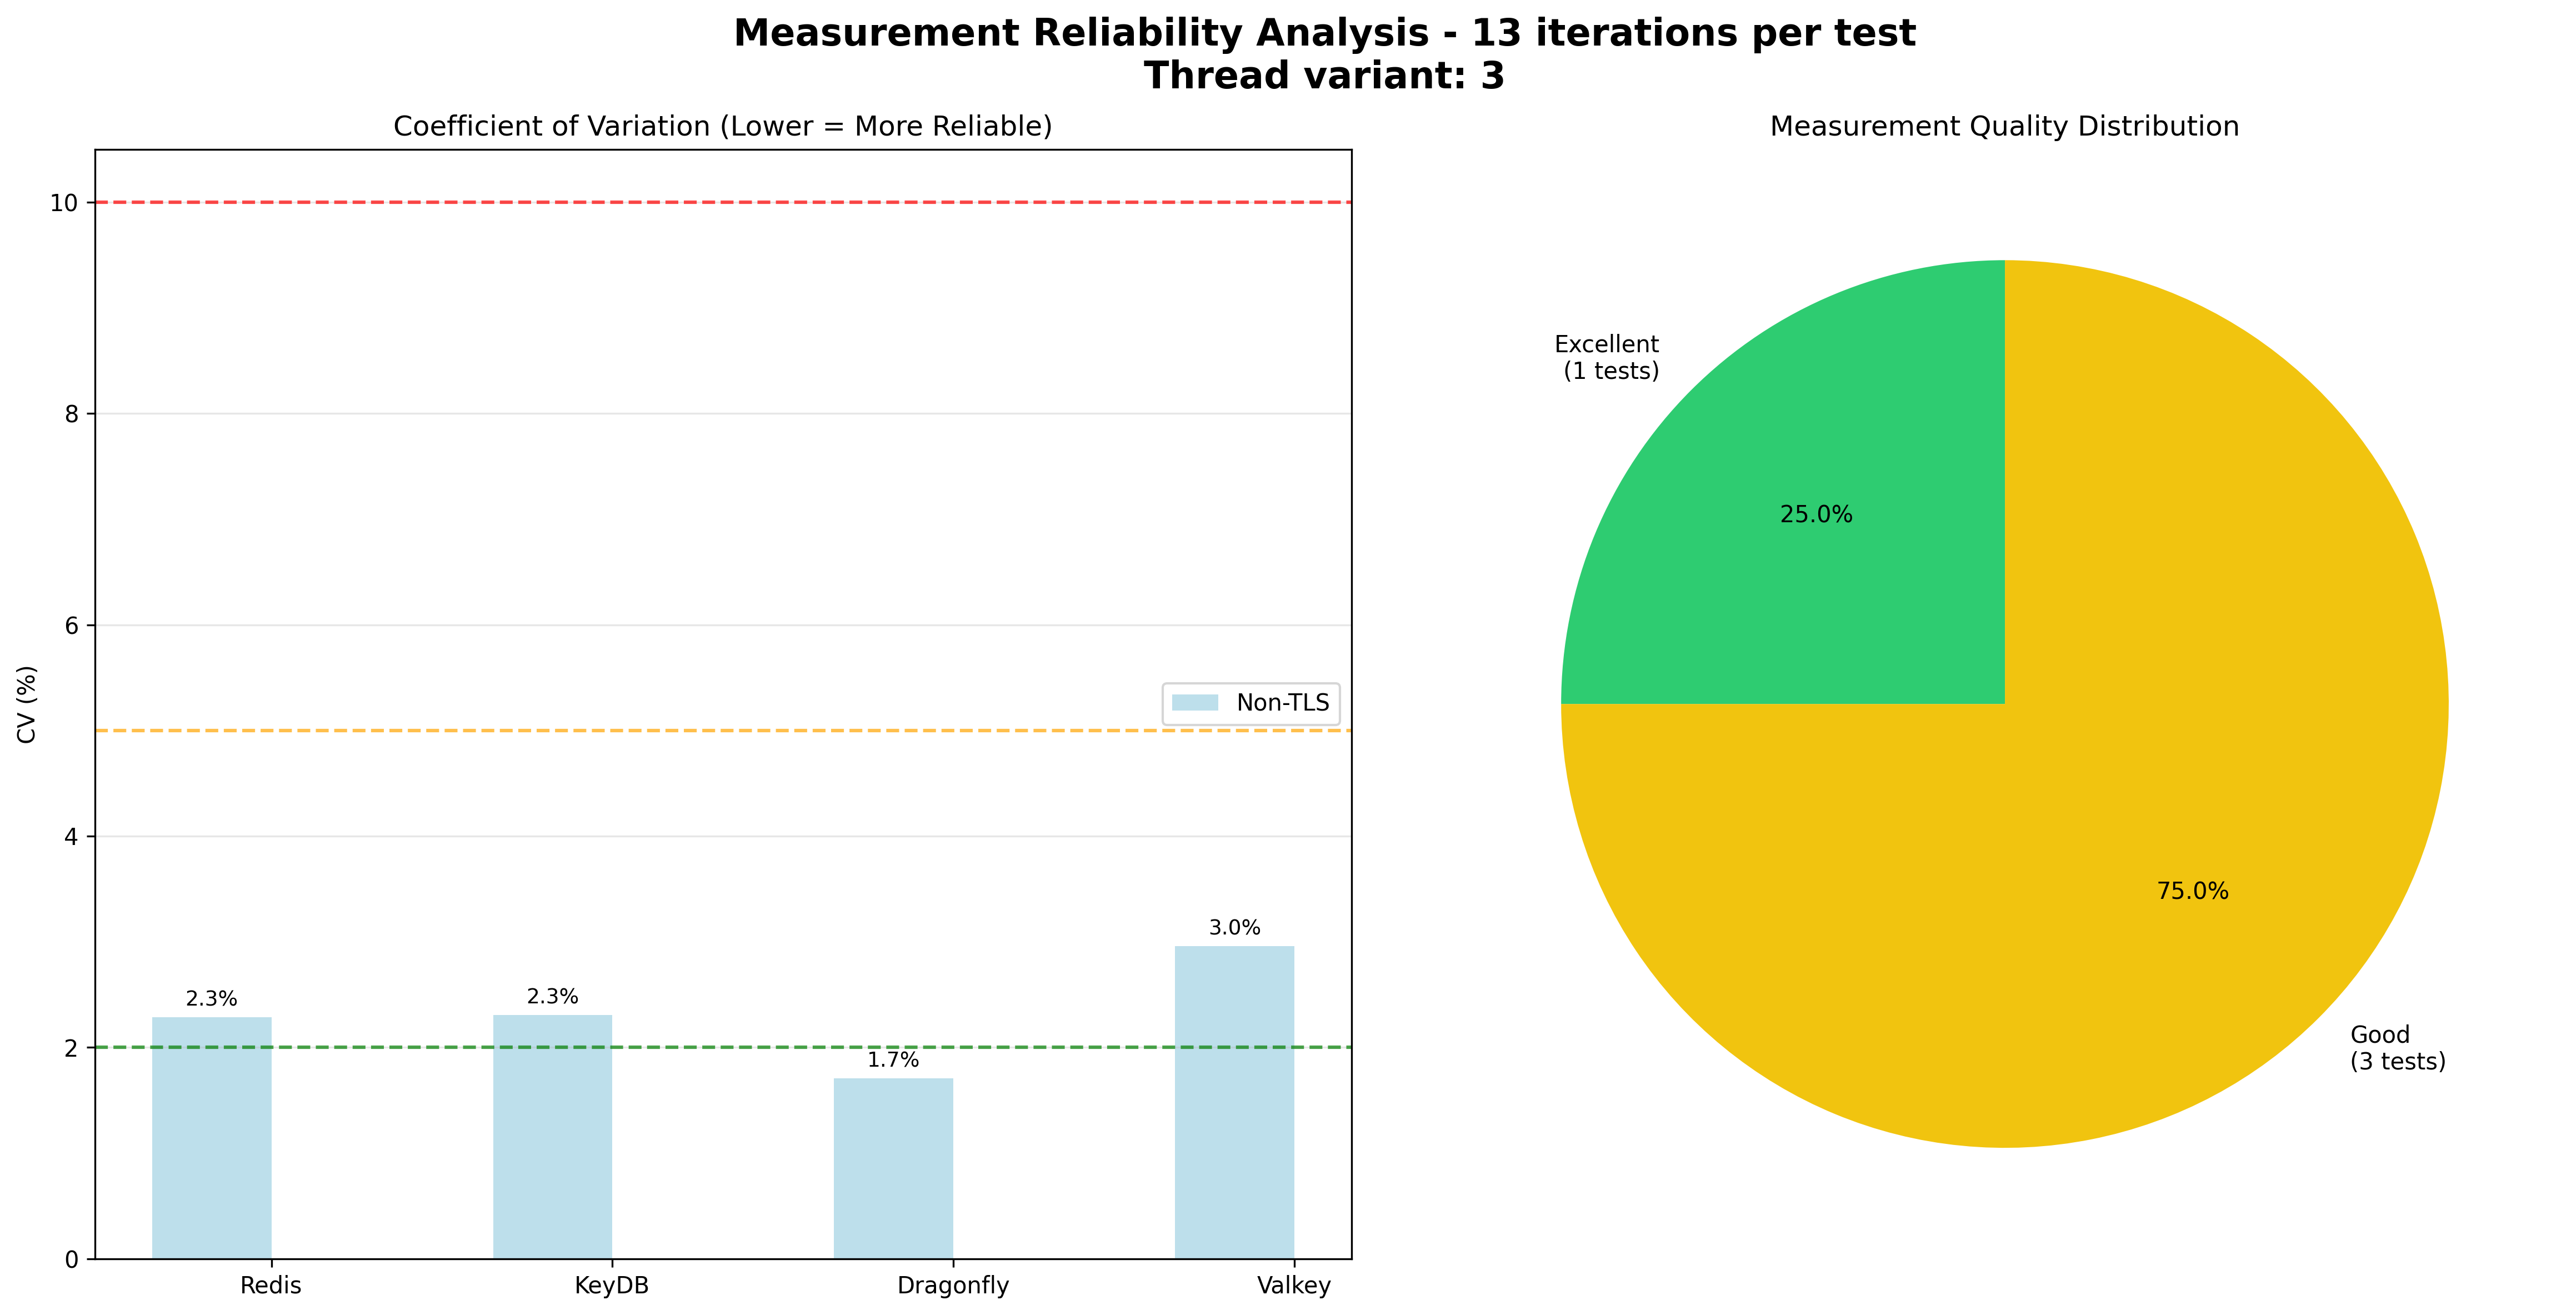 Measurement Reliability Analysis - 13 iterations per test
Thread variant: 3
Coefficient of Variation (Lower = More Reliable)
CV (%)
10
8
6
4
2
0
Non-TLS
2.3%
2.3%
1.7%
3.0%
Redis
KeyDB
Dragonfly
Valkey
Measurement Quality Distribution
Excellent
(1 tests)
25.0%
75.0%
Good
(3 tests)